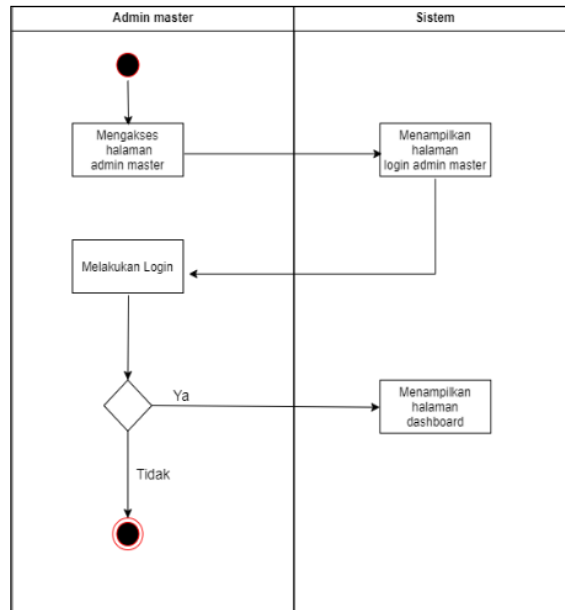 Admin master
Sistem
Mengakses
halaman
admin master
Menampilkan
halaman
login admin master
Melakukan Login
Ya
Menampilkan
halaman
dashboard
Tidak